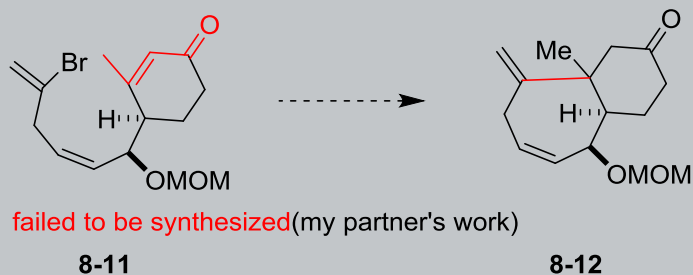 O
O
Br
Me
H
H
OMOM
OMOM
failed to be synthesized(my partner's work)
8-11
8-12